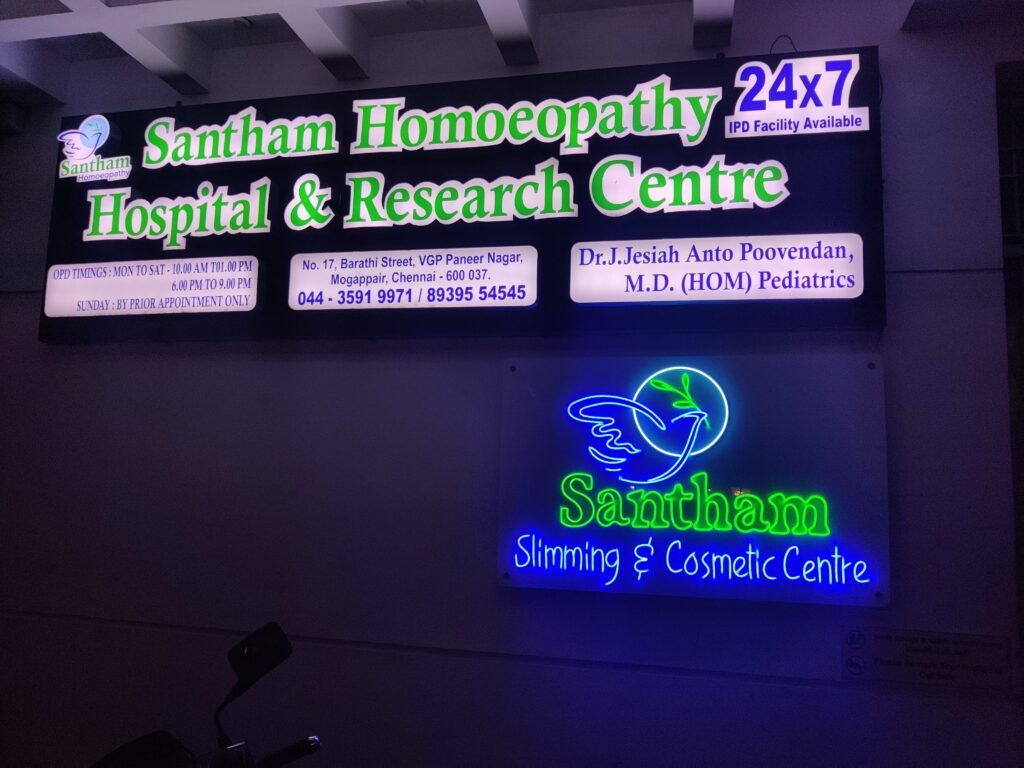 Santham
Homoeopathy
Santham Homoeopathy
Hospital & Research Centre
24x7
IPD Facility Available
OPD TIMINGS : MON TO SAT - 10.00 AM TO1.00 PM
6.00 PM TO 9.00 PM
SUNDAY : BY PRIOR APPOINTMENT ONLY
No. 17, Barathi Street, VGP Paneer Nagar,
Mogappair, Chennai - 600 037.
044 - 3591 9971 / 89395 54545
Dr.J.Jesiah Anto Poovendan,
M.D. (HOM) Pediatrics
Santham
Slimming & Cosmetic Centre